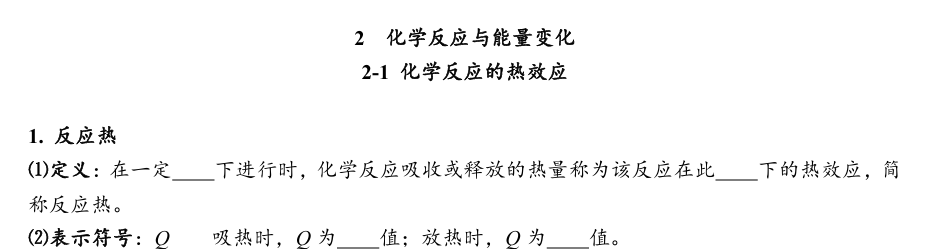 2 化学反应与能量变化
2-1 化学反应的热效应
1. 反应热
⑴定义：在一定____下进行时，化学反应吸收或释放的热量称为该反应在此____下的热效应，简
称反应热。
⑵表示符号：Q 吸热时，Q 为____值；放热时，Q 为____值。